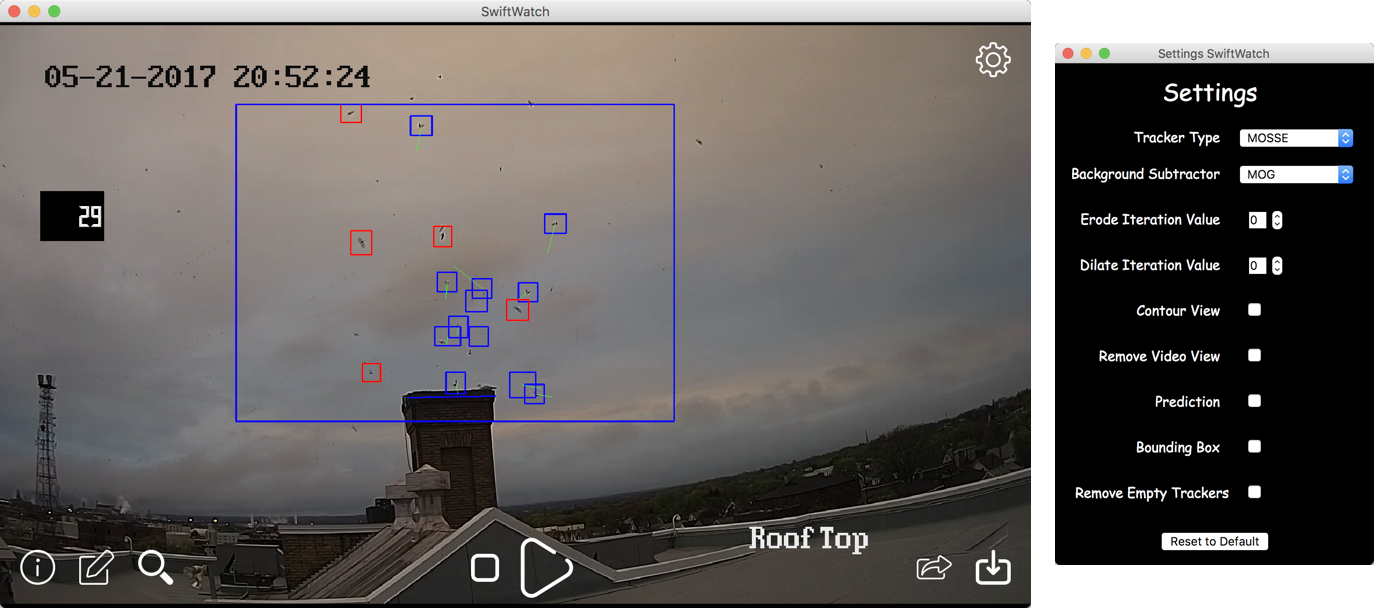 SwiftWatch
05-21-2017 20:52:24
29
Roof Top
Settings SwiftWatch
Settings
Tracker Type
MOSSE
Background Subtractor
MOG
Erode Iteration Value
0
Dilate Iteration Value
0
Contour View
Remove Video View
Prediction
Bounding Box
Remove Empty Trackers
Reset to Default